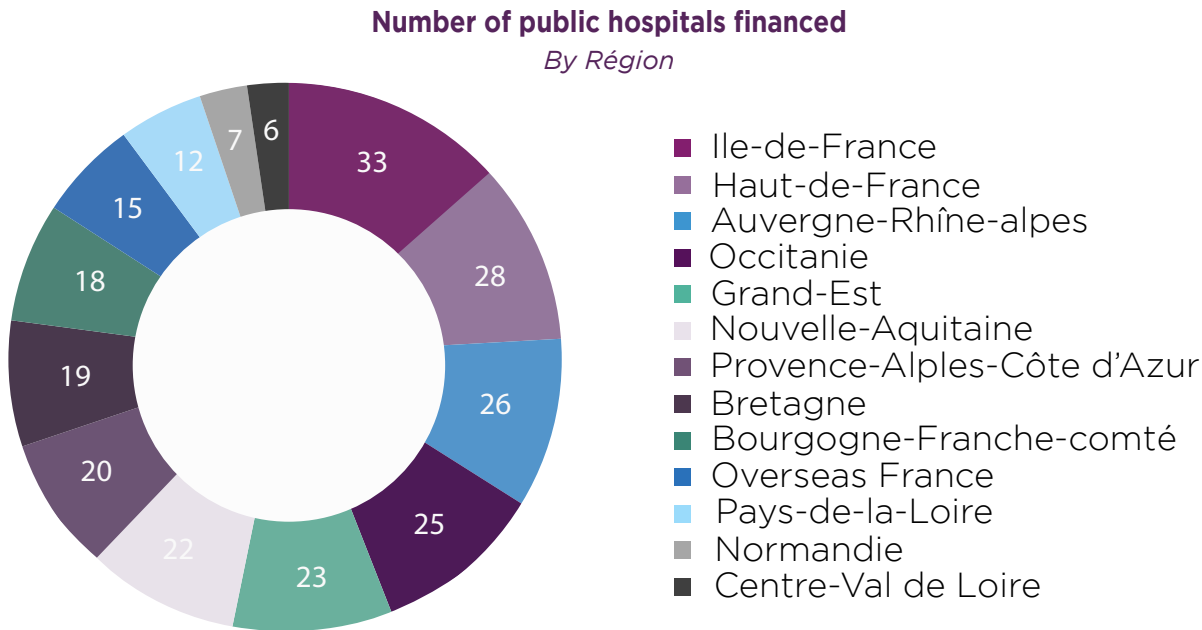 Number of public hospitals financed
By Région
6
7
33
12
15
28
18
19
26
20
25
22
23
Ile-de-France
Haut-de-France
Auvergne-Rhîne-alpes
Occitanie
Grand-Est
Nouvelle-Aquitaine
Provence-Alples-Côte d'Azur
Bretagne
Bourgogne-Franche-comté
Overseas France
Pays-de-la-Loire
Normandie
Centre-Val de Loire